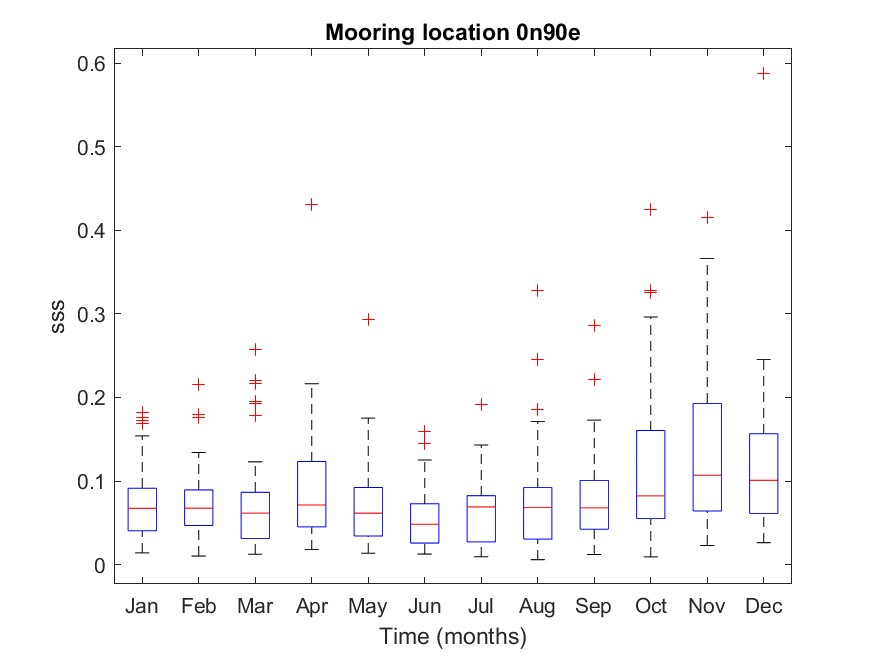 Mooring location 0n90e
0.6
0.5
0.4
0.3
0.2
0.1
0
sss
Jan Feb Mar Apr May Jun Jul Aug Sep Oct Nov Dec
Time (months)